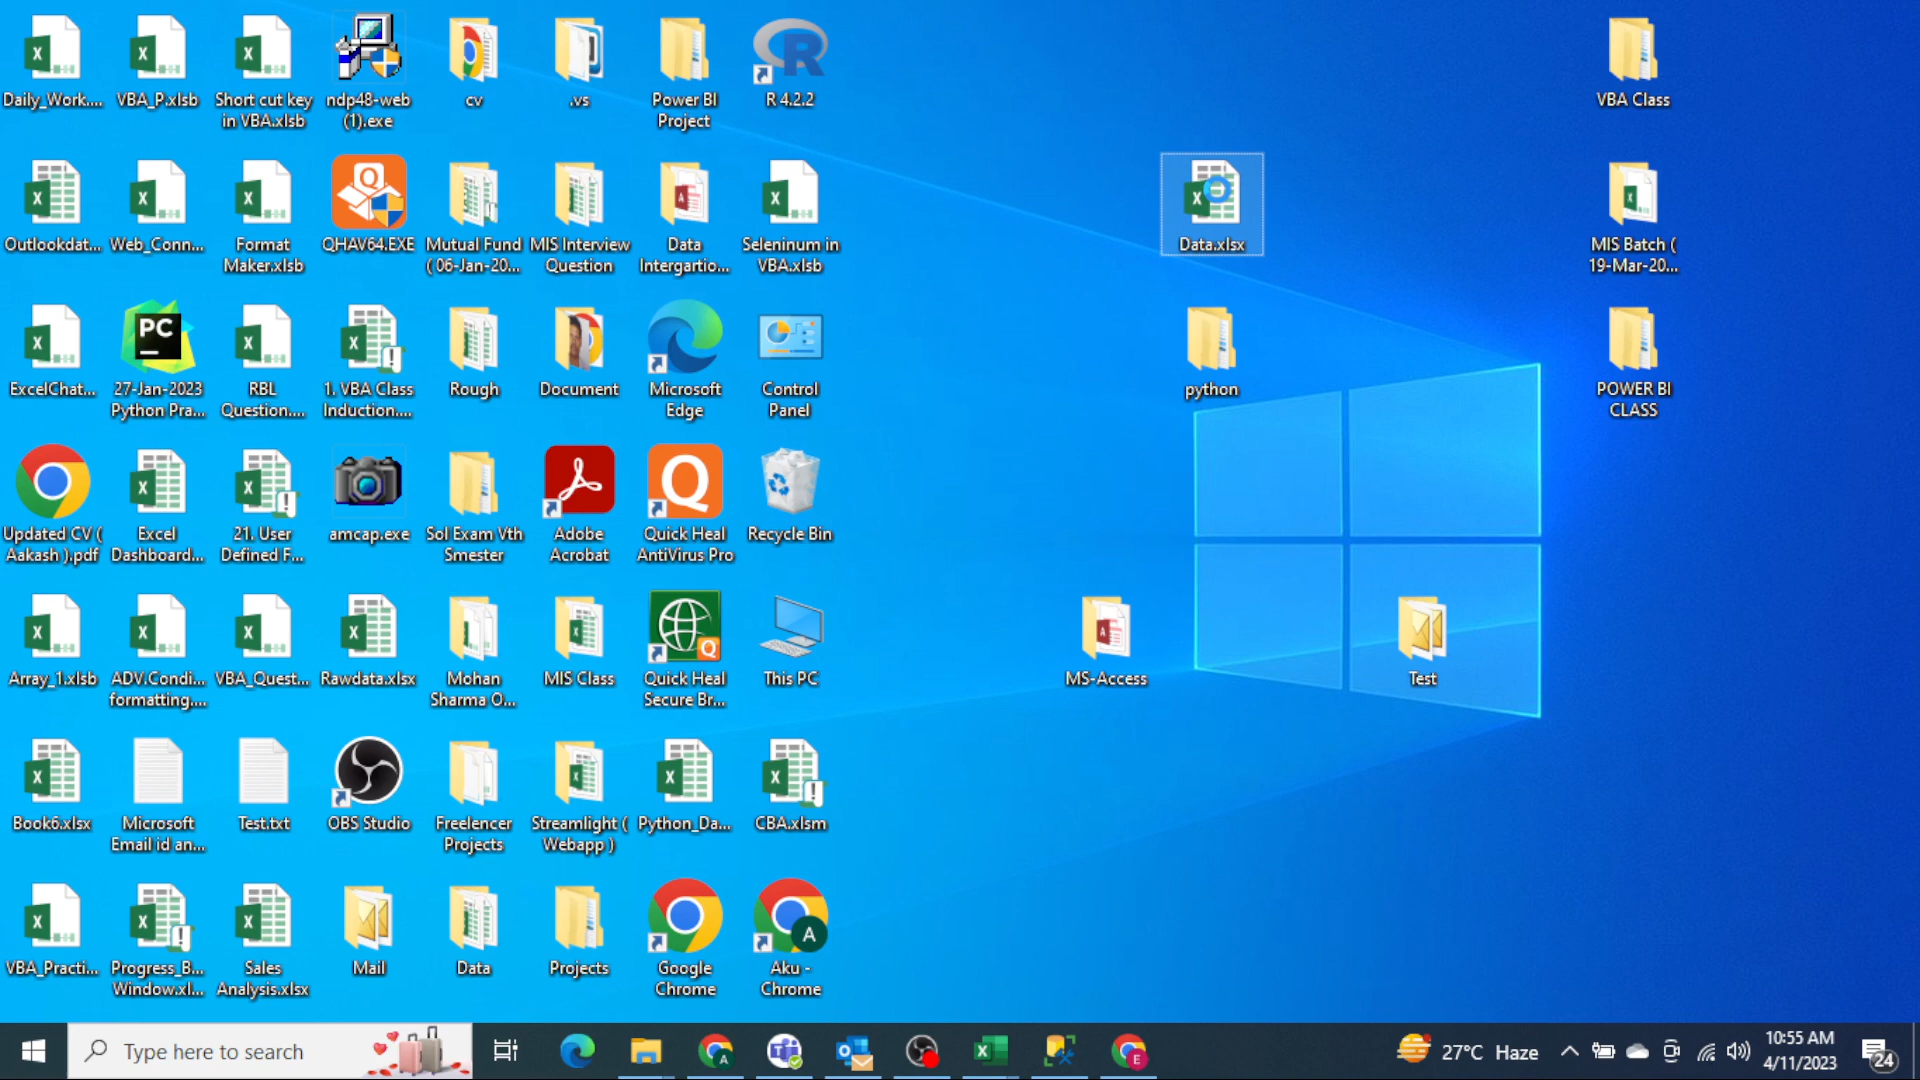 Daily_Work....
VBA_P.xlsb
Short cut key
in VBA.xlsb
ndp48-web
(1).exe
cv
.vs
Power BI
Project
R 4.2.2
VBA Class
Outlookdat...
Web_Conn...
Format
Maker.xlsb
QHAV64.EXE
Mutual Fund
( 06-Jan-20...
MIS Interview
Question
Data
Intergartio...
Seleninum in
VBA.xlsb
Data.xlsx
MIS Batch (
19-Mar-20...
ExcelChat...
PC
27-Jan-2023
Python Pra...
RBL
Question....
1. VBA Class
Induction....
Rough
Document
Microsoft
Edge
Control
Panel
python
POWER BI
CLASS
Updated CV (
Aakash ).pdf
Excel
Dashboard...
21. User
Defined F...
amcap.exe
Sol Exam Vth
Smester
Adobe
Acrobat
Quick Heal
AntiVirus Pro
Recycle Bin
Array_1.xlsb
ADV.Condi...
formatting....
VBA_Quest...
Rawdata.xlsx
Mohan
Sharma O...
MIS Class
Quick Heal
Secure Br...
This PC
MS-Access
Test
Book6.xlsx
Microsoft
Email id an...
Test.txt
OBS Studio
Freelencer
Projects
Streamlight (
Webapp )
Python_Da...
CBA.xlsm
VBA_Practi...
Progress_B...
Window.xl...
Sales
Analysis.xlsx
Mail
Data
Projects
Google
Chrome
A
Aku -
Chrome
Type here to search
27°C Haze
10:55 AM
4/11/2023
24